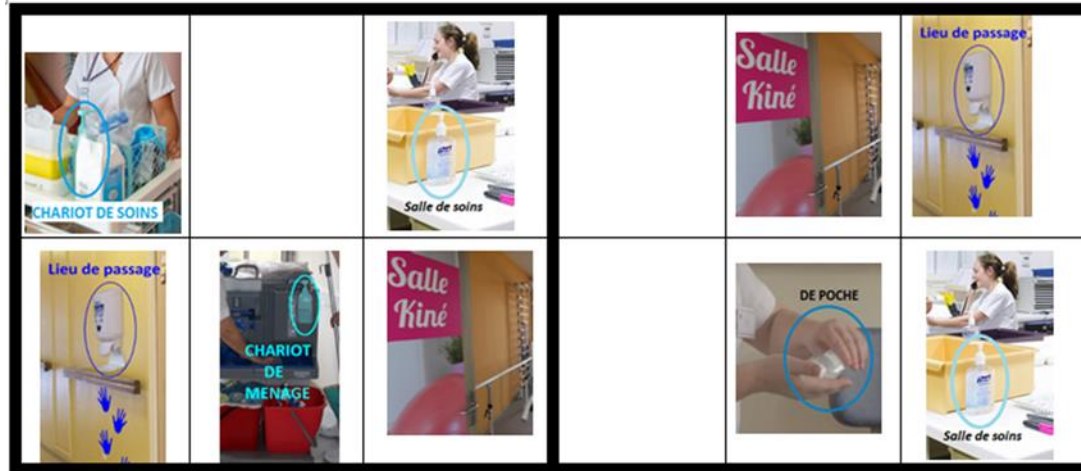 CHARIOT DE SOINS
Salle de soins
Salle
Kiné
Lieu de passage
Lieu de passage
CHARIOT
DE
MENAGE
Salle
Kiné
DE POCHE
Salle de soins